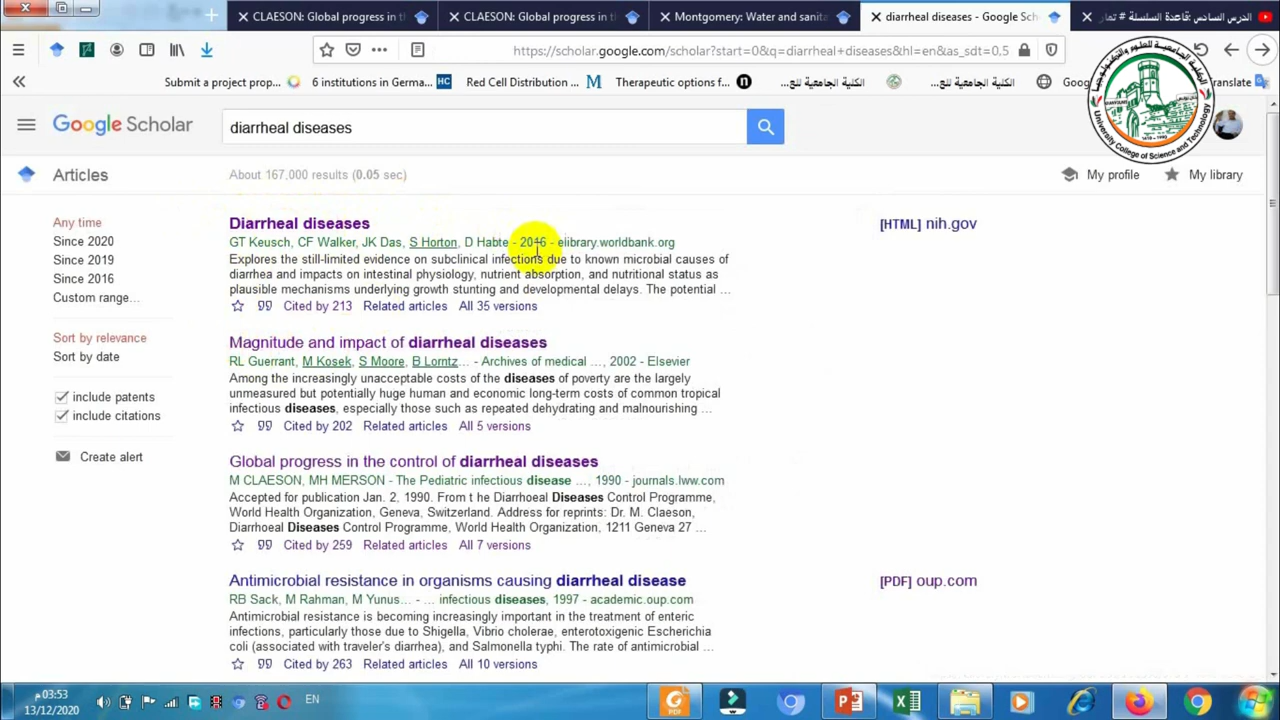 CLAESON: Global progress in t
CLAESON: Global progress in t
Montgomery: Water and sanita
diarrheal diseases - Google Sch
الدرس السادس :قاعدة السلسلة # تمار
https://scholar.google.com/scholar?start=0&q=diarrheal+diseases&hl=en&as_sdt=0,5
Submit a project prop...
6 institutions in Germa...
HC
Red Cell Distribution ...
M
Therapeutic options f...
n
الكلية الجامعية للع...
الكلية الجامعية للع...
Goog
Translate
University College of Science and Technology
Google Scholar
diarrheal diseases
Articles
About 167,000 results (0.05 sec)
My profile
My library
Any time
Since 2020
Since 2019
Since 2016
Custom range...
Sort by relevance
Sort by date
include patents
include citations
Create alert
Diarrheal diseases
[HTML] nih.gov
GT Keusch, CF Walker, JK Das, S Horton, D Habte - 2016 - elibrary.worldbank.org
Explores the still-limited evidence on subclinical infections due to known microbial causes of
diarrhea and impacts on intestinal physiology, nutrient absorption, and nutritional status as
plausible mechanisms underlying growth stunting and developmental delays. The potential ...
Cited by 213 Related articles All 35 versions
Magnitude and impact of diarrheal diseases
RL Guerrant, M Kosek, S Moore, B Lorntz... - Archives of medical ..., 2002 - Elsevier
Among the increasingly unacceptable costs of the diseases of poverty are the largely
unmeasured but potentially huge human and economic long-term costs of common tropical
infectious diseases, especially those such as repeated dehydrating and malnourishing ...
Cited by 202 Related articles All 5 versions
Global progress in the control of diarrheal diseases
M CLAESON, MH MERSON - The Pediatric infectious disease ..., 1990 - journals.lww.com
Accepted for publication Jan. 2, 1990. From t he Diarrhoeal Diseases Control Programme,
World Health Organization, Geneva, Switzerland. Address for reprints: Dr. M. Claeson,
Diarrhoeal Diseases Control Programme, World Health Organization, 1211 Geneva 27 ...
Cited by 259 Related articles All 7 versions
Antimicrobial resistance in organisms causing diarrheal disease
[PDF] oup.com
RB Sack, M Rahman, M Yunus... - ... infectious diseases, 1997 - academic.oup.com
Antimicrobial resistance is becoming increasingly important in the treatment of enteric
infections, particularly those due to Shigella, Vibrio cholerae, enterotoxigenic Escherichia
coli (associated with traveler's diarrhea), and Salmonella typhi. The rate of antimicrobial ...
Cited by 263 Related articles All 10 versions
03:53 م
13/12/2020
EN
PDF